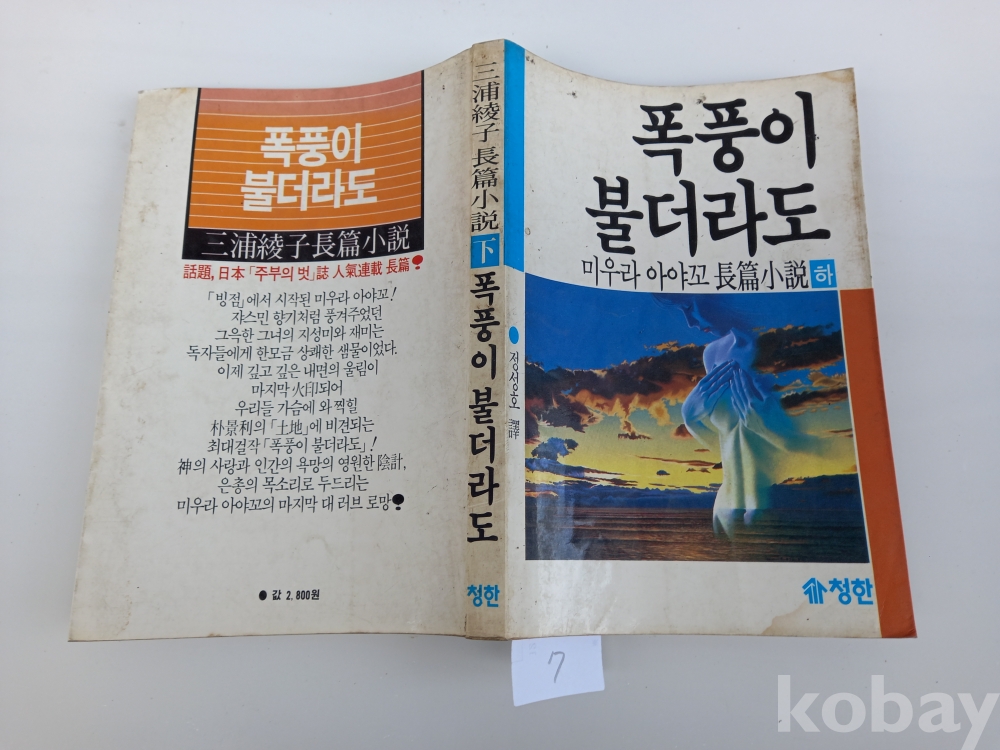 폭풍이
불더라도
三浦綾子長篇小説
話題, 日本「주부의 벗」誌 人氣連載 長篇!
「빙점」에서 시작된 미우라 아야꼬!
쟈스민 향기처럼 풍겨주었던
그윽한 그녀의 지성미와 재미는
독자들에게 한모금 상쾌한 샘물이었다.
이제 깊고 깊은 내면의 울림이
마지막 火印되어
우리들 가슴에 와 찍힐
朴景利의 「土地」에 비견되는
최대걸작 「폭풍이 불더라도」!
神의 사랑과 인간의 욕망의 영원한 陰計,
은총의 목소리로 두드리는
미우라 아야꼬의 마지막 대 러브 로망!
● 값 2,800원
三浦綾子 長篇小説 下 폭풍이 불더라도
청한
폭풍이
불더라도
미우라 아야꼬 長篇小説 하
● 정성호 譯
청한
7
kobay